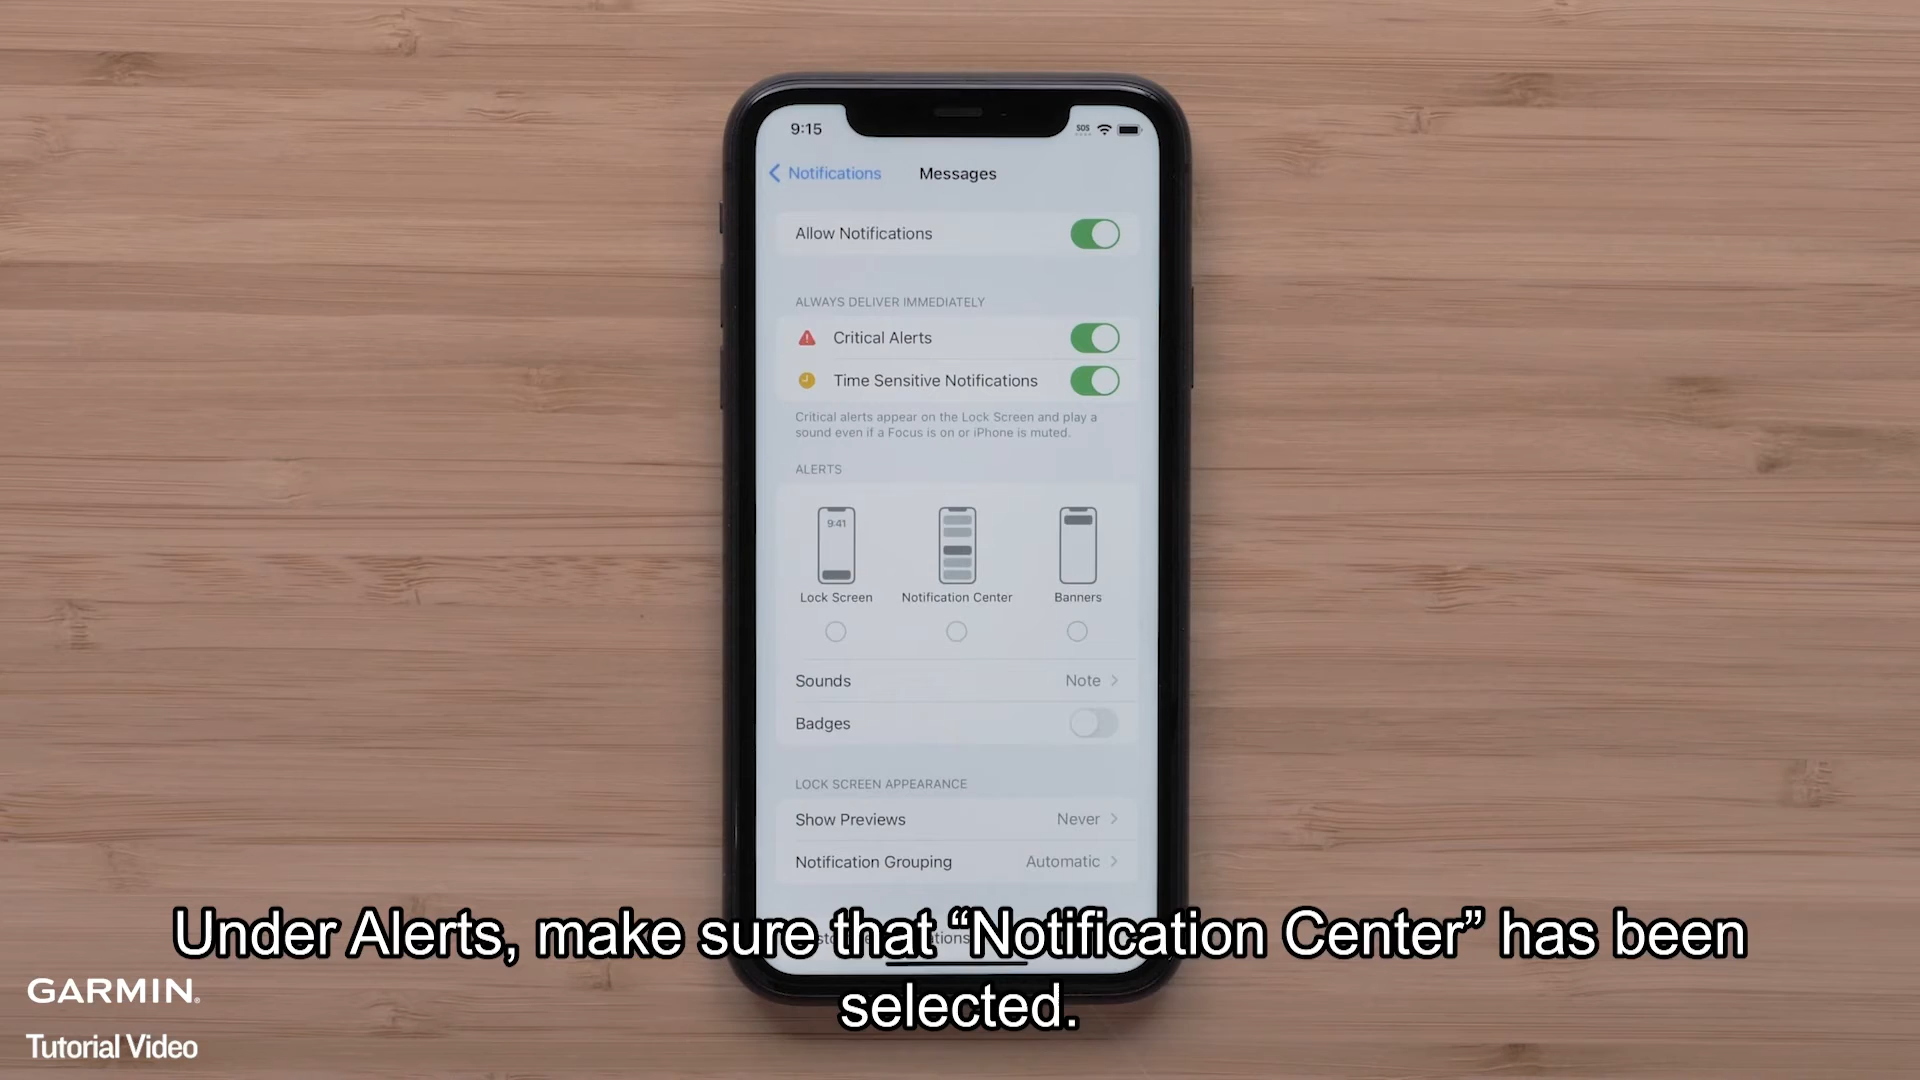 9:15
SOS
Notifications
Messages
Allow Notifications
ALWAYS DELIVER IMMEDIATELY
Critical Alerts
Time Sensitive Notifications
Critical alerts appear on the Lock Screen and play a
sound even if a Focus is on or iPhone is muted.
ALERTS
9:41
Lock Screen
Notification Center
Banners
Sounds
Note
Badges
LOCK SCREEN APPEARANCE
Show Previews
Never
Notification Grouping
Automatic
Under Alerts, make sure that “Notification Center” has been
selected.
GARMIN
Tutorial Video